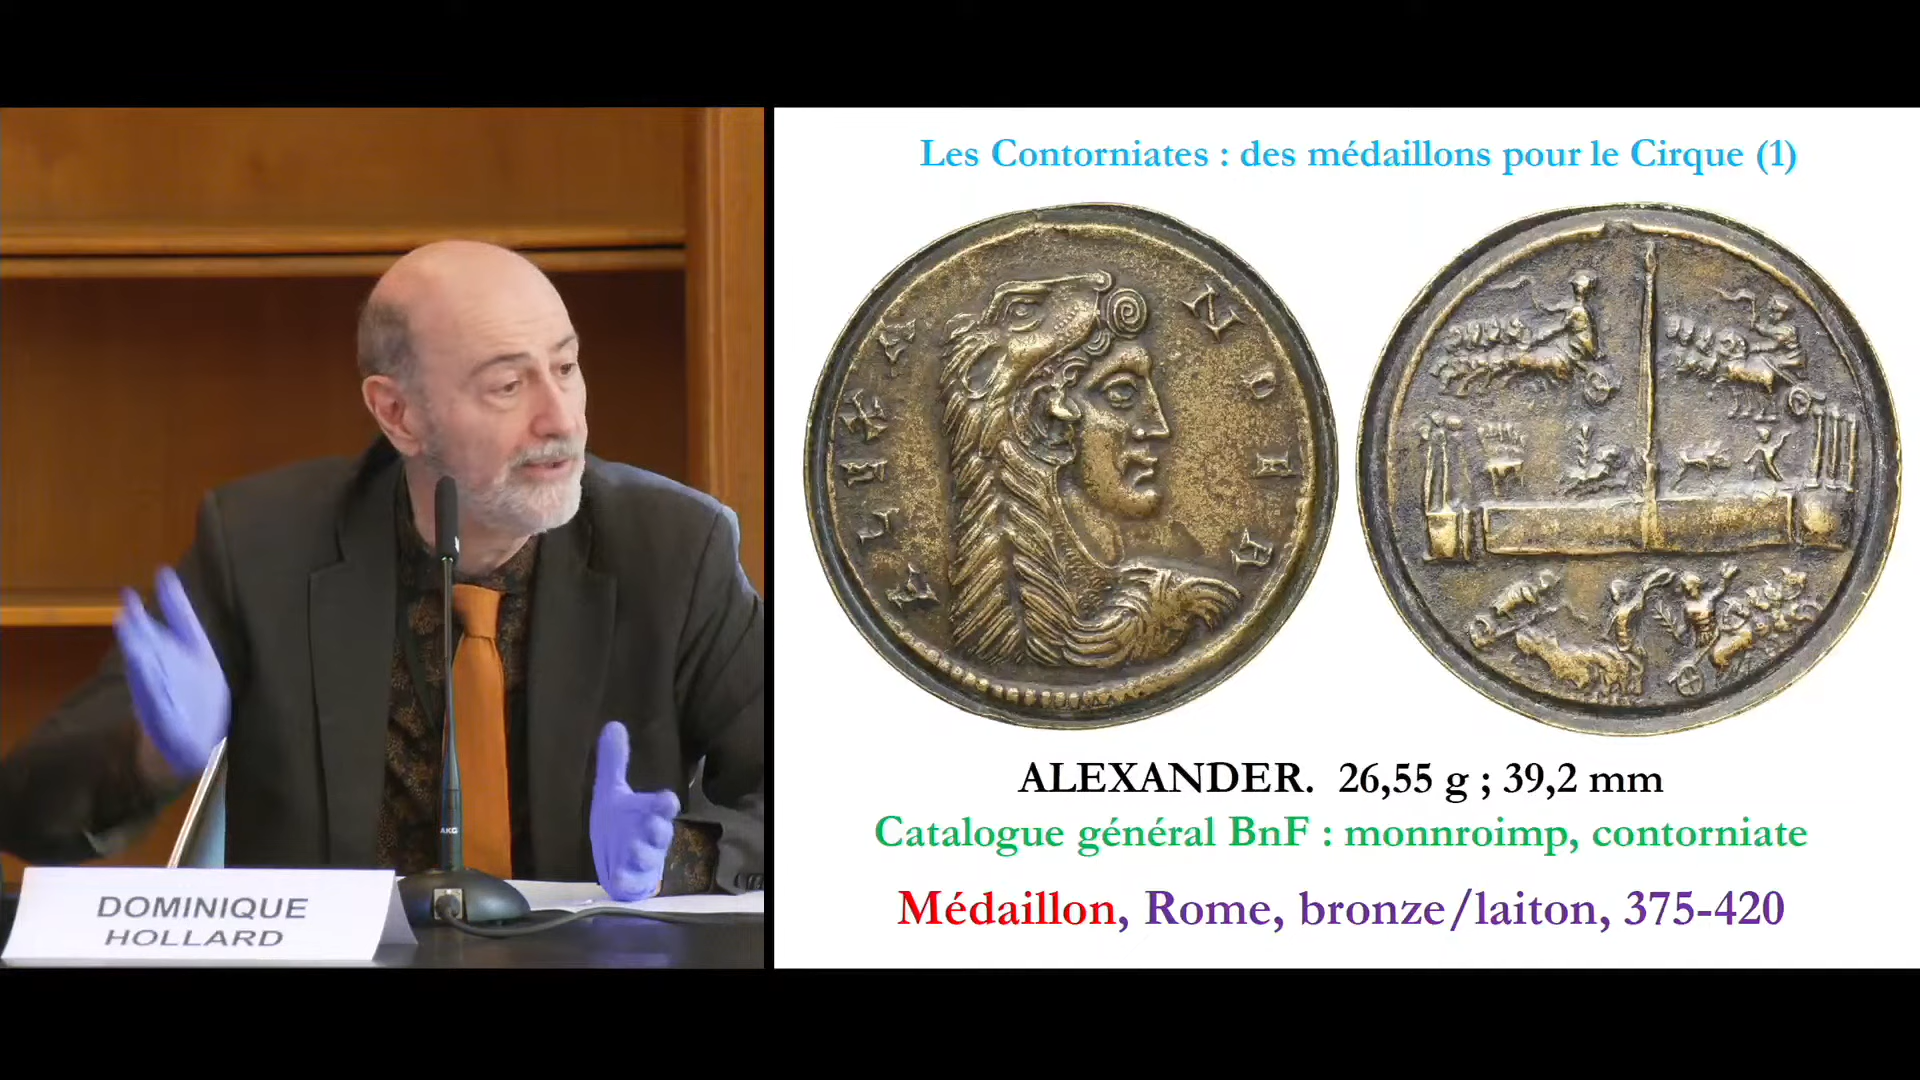 Les Contorniates : des médaillons pour le Cirque (1)
ALEXANDER. 26,55 g ; 39,2 mm
Catalogue général BnF : monnroimp, contorniate
Médaillon, Rome, bronze/laiton, 375-420
DOMINIQUE
HOLLARD
AKG